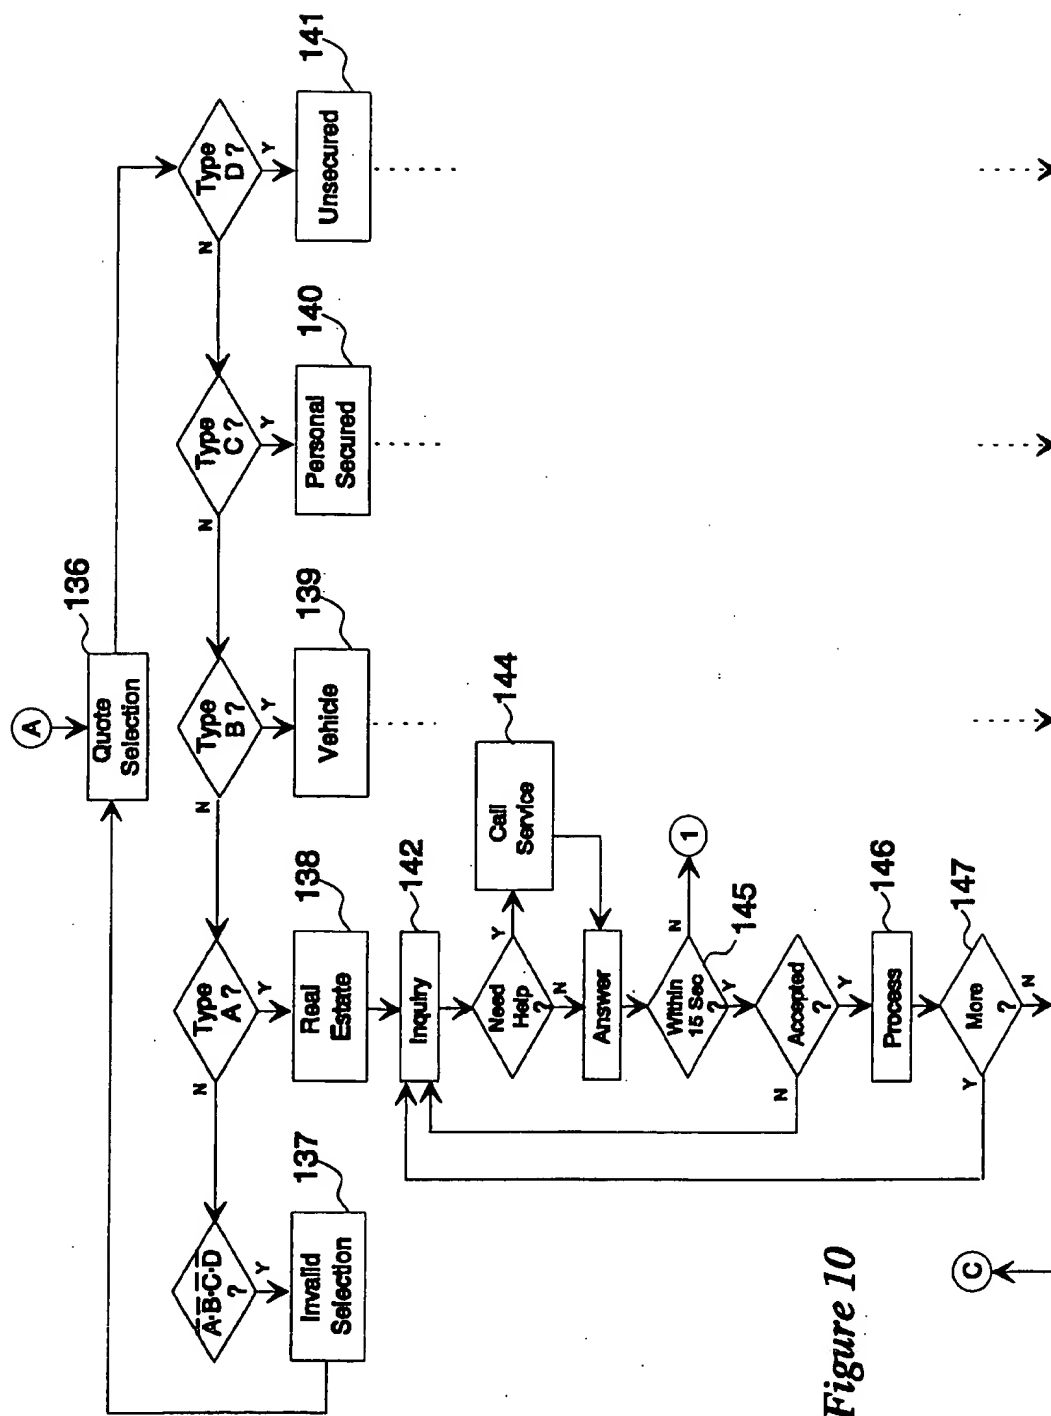 A
136
Quote
Selection
Type
D ?
N
Y
Type
C ?
N
Y
Type
B ?
N
Y
Type
A ?
N
Y
A·B·C·D
?
Y
Unsecured
141
Personal
Secured
140
Vehicle
139
Real
Estate
138
Invalid
Selection
137
Inquiry
142
Need
Help
?
Y
N
Call
Service
144
Answer
Within
15 Sec
?
145
N
Y
1
Accepted
?
N
Y
Process
146
More
?
147
Y
N
C
Figure 10